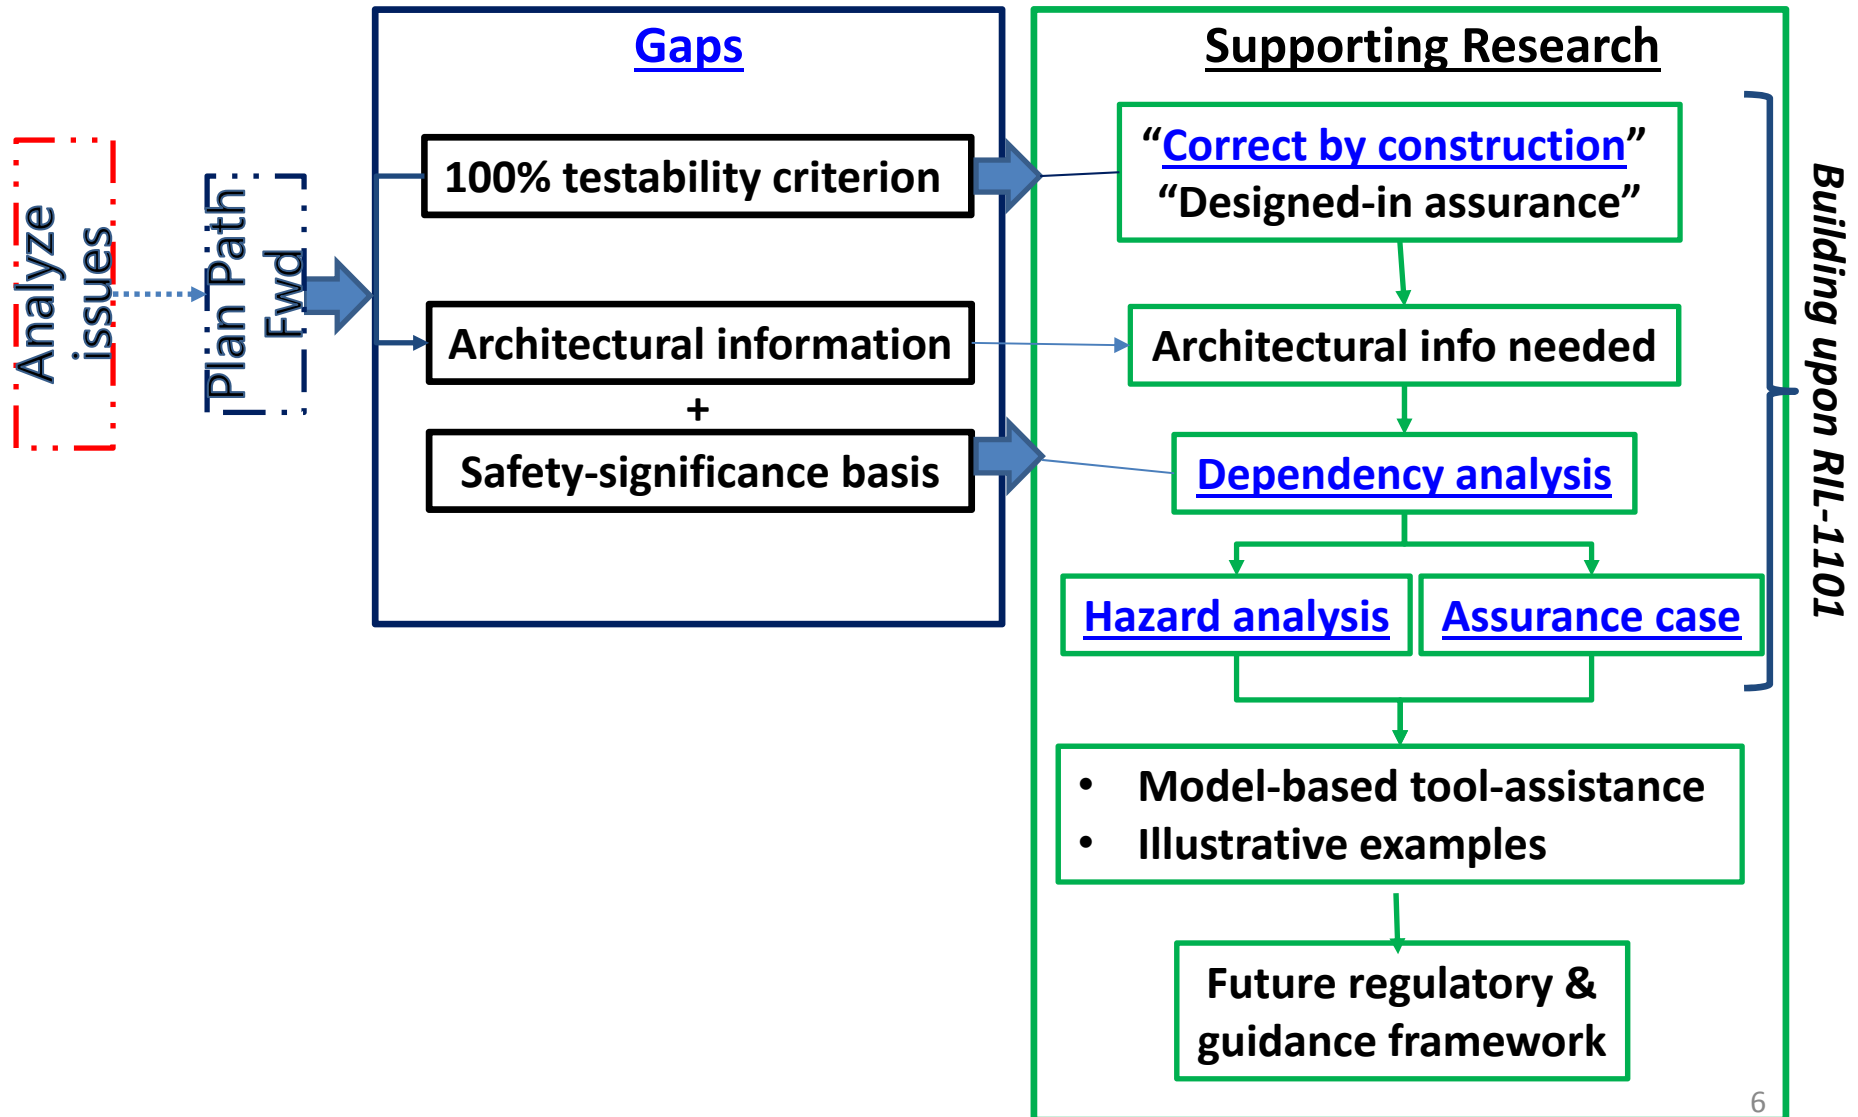 Analyze
issues
Plan Path
Fwd
Gaps
100% testability criterion
Architectural information
+
Safety-significance basis
Supporting Research
“Correct by construction”
“Designed-in assurance”
Architectural info needed
Dependency analysis
Hazard analysis
Assurance case
• Model-based tool-assistance
• Illustrative examples
Future regulatory &
guidance framework
Building upon RIL-1101
6